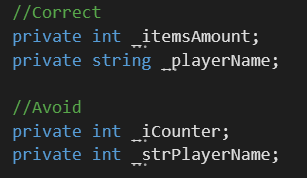 //Correct
private int _itemsAmount;
private string _playerName;
//Avoid
private int _iCounter;
private int _strPlayerName;